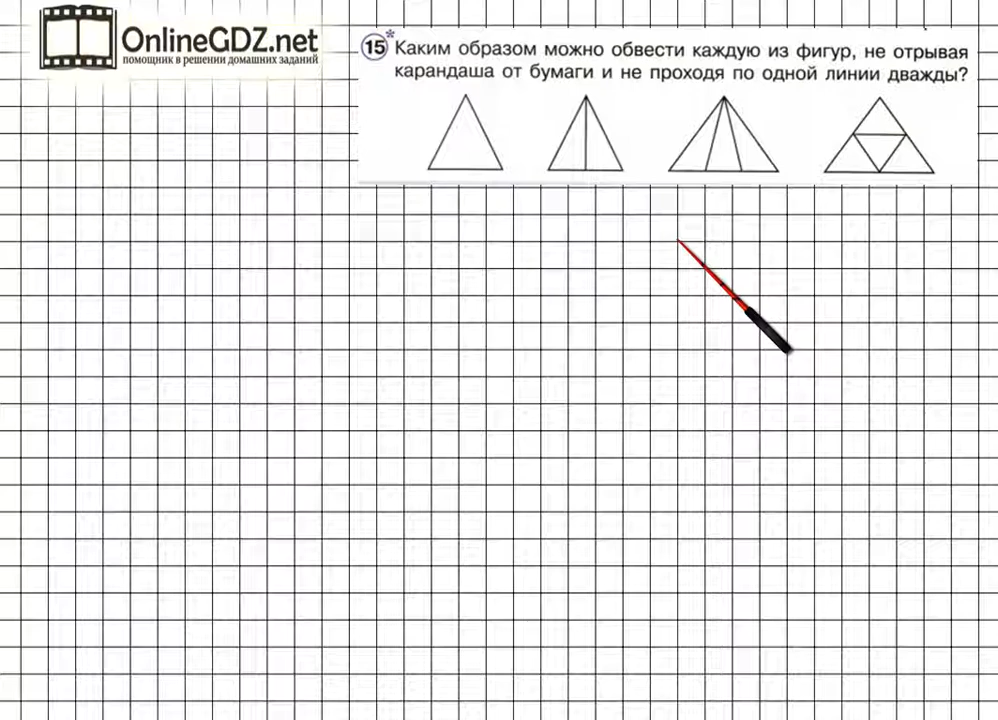 OnlineGDZ.net
помощник в решении домашних заданий
15* Каким образом можно обвести каждую из фигур, не отрывая
карандаша от бумаги и не проходя по одной линии дважды?